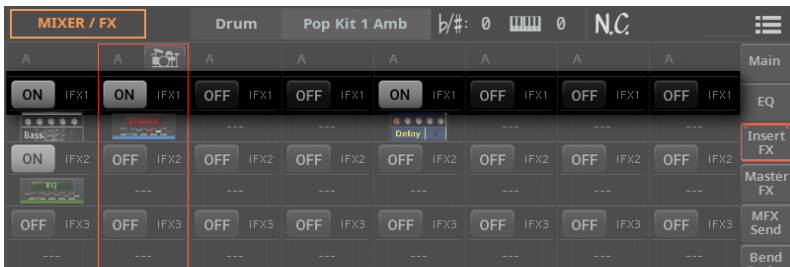 MIXER / FX Drum Pop Kit 1 Amb b/#: 0 0 N.C.
A A A A A A A A Main
ON IFX1 ON IFX1 OFF IFX1 OFF IFX1 ON IFX1 OFF IFX1 OFF IFX1 OFF IFX1 EQ
Bass DYNAMIC --- --- Delay --- --- --- Insert FX
ON IFX2 OFF IFX2 OFF IFX2 OFF IFX2 OFF IFX2 OFF IFX2 OFF IFX2 OFF IFX2
EQ --- --- --- --- --- --- --- Master FX
OFF IFX3 OFF IFX3 OFF IFX3 OFF IFX3 OFF IFX3 OFF IFX3 OFF IFX3 OFF IFX3 MFX Send
--- --- --- --- --- --- --- --- Bend